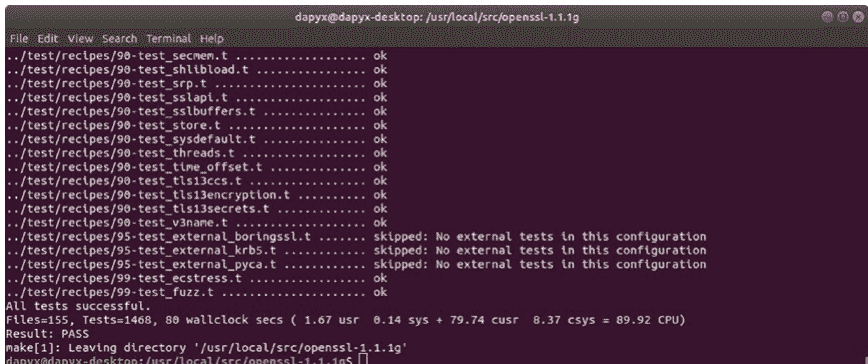 dapyx@dapyx-desktop: /usr/local/src/openssl-1.1.1g
File Edit View Search Terminal Help
../test/recipes/90-test_secmem.t ................... ok
../test/recipes/90-test_shlibload.t ................ ok
../test/recipes/90-test_srp.t ...................... ok
../test/recipes/90-test_sslapi.t ................... ok
../test/recipes/90-test_sslbuffers.t ............... ok
../test/recipes/90-test_store.t .................... ok
../test/recipes/90-test_sysdefault.t ............... ok
../test/recipes/90-test_threads.t .................. ok
../test/recipes/90-test_time_offset.t .............. ok
../test/recipes/90-test_tls13ccs.t ................. ok
../test/recipes/90-test_tls13encryption.t .......... ok
../test/recipes/90-test_tls13secrets.t ............. ok
../test/recipes/90-test_v3name.t ................... ok
../test/recipes/95-test_external_boringssl.t ....... skipped: No external tests in this configuration
../test/recipes/95-test_external_krb5.t ............ skipped: No external tests in this configuration
../test/recipes/95-test_external_pyca.t ............ skipped: No external tests in this configuration
../test/recipes/99-test_ecstress.t ................. ok
../test/recipes/99-test_fuzz.t ..................... ok
All tests successful.
Files=155, Tests=1468, 80 wallclock secs ( 1.67 usr  0.14 sys + 79.74 cusr  8.37 csys = 89.92 CPU)
Result: PASS
make[1]: Leaving directory '/usr/local/src/openssl-1.1.1g'
dapyx@dapyx-desktop:/usr/local/src/openssl-1.1.1g$